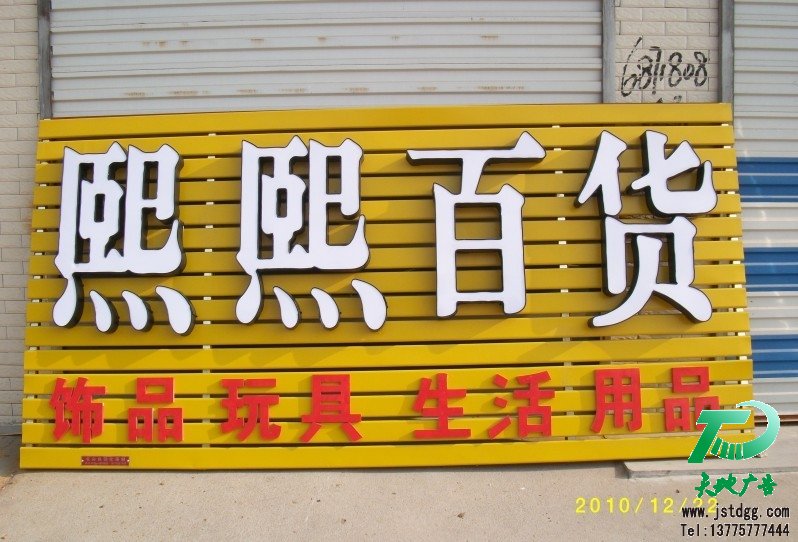 687808
熙熙百货
饰品 玩具 生活 用品
2010/12/22
天地广告
www.jstdgg.com
Tel:13775777444